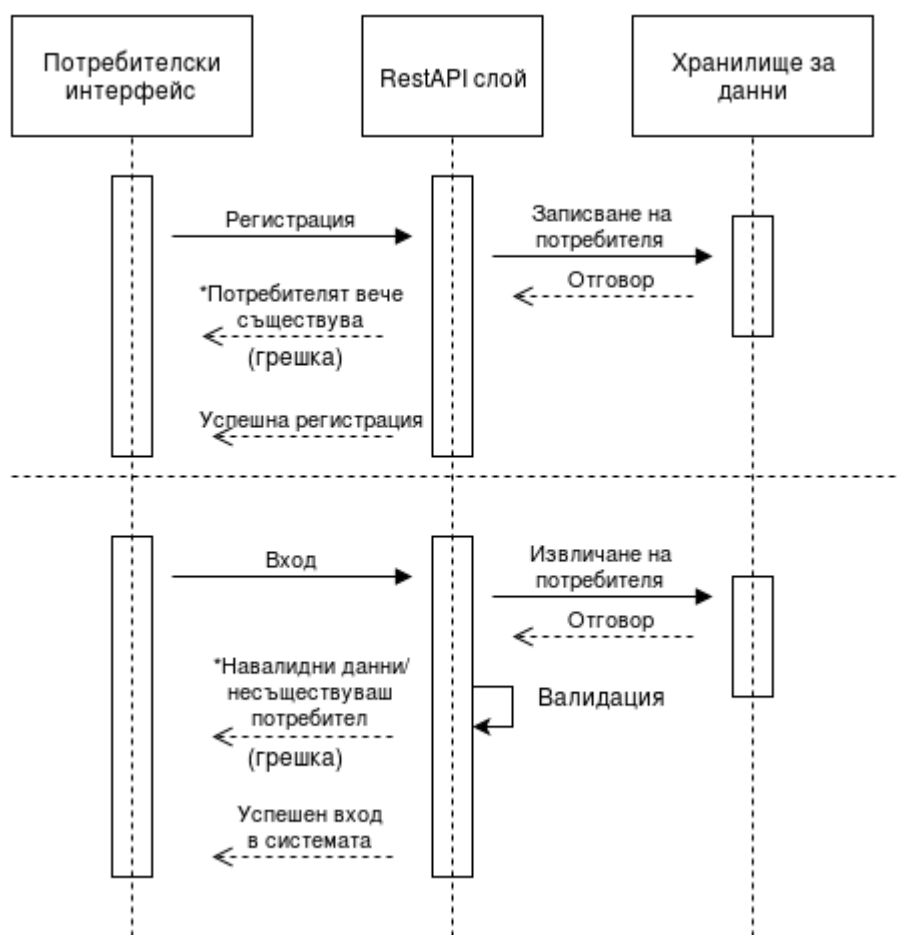 Потребителски
интерфейс
RestAPI слой
Хранилище за
данни
Регистрация
Записване на
потребителя
Отговор
*Потребителят вече
съществува
(грешка)
Успешна регистрация
Вход
Извличане на
потребителя
Отговор
*Навалидни данни/
несъществуваш
потребител
(грешка)
Валидация
Успешен вход
в системата